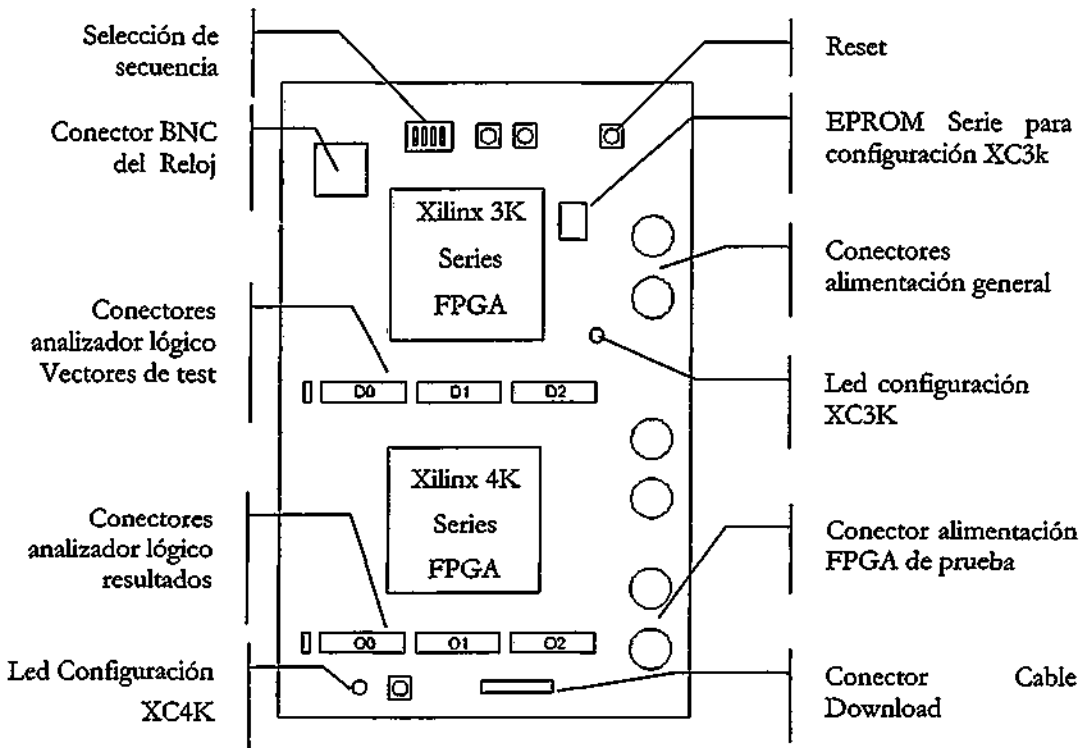 Selección de
secuencia
Conector BNC
del Reloj
Conectores
analizador lógico
Vectores de test
Conectores
analizador lógico
resultados
Led Configuración
XC4K
Xilinx 3K
Series
FPGA
D0
D1
D2
Xilinx 4K
Series
FPGA
O0
O1
O2
Reset
EPROM Serie para
configuración XC3k
Conectores
alimentación general
Led configuración
XC3K
Conector alimentación
FPGA de prueba
Conector Cable
Download